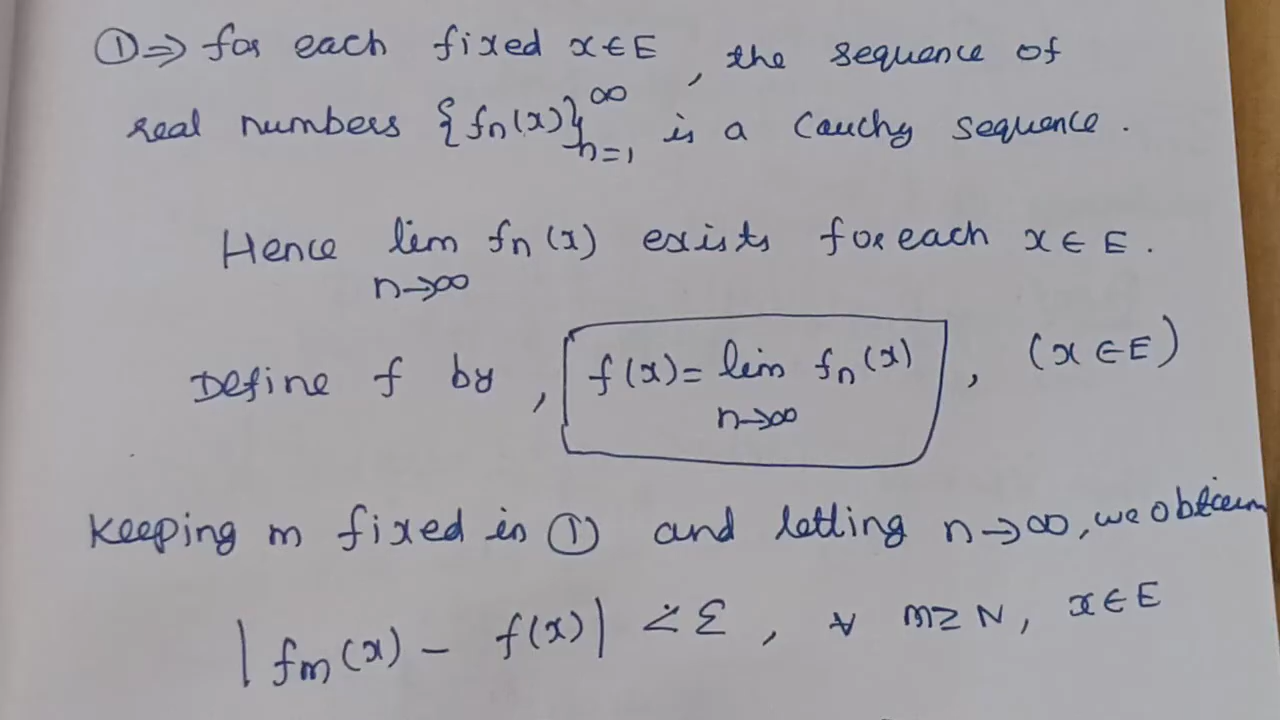 ① ⇒ for each fixed x ∈ E, the sequence of
real numbers {fn(x)}∞n=1 is a Cauchy sequence.
Hence lim n→∞ fn(x) exists for each x ∈ E.
Define f by, f(x) = lim n→∞ fn(x), (x ∈ E)
Keeping m fixed in ① and letting n→∞, we obtain
|fm(x) - f(x)| < ε, ∀ m ≥ N, x ∈ E